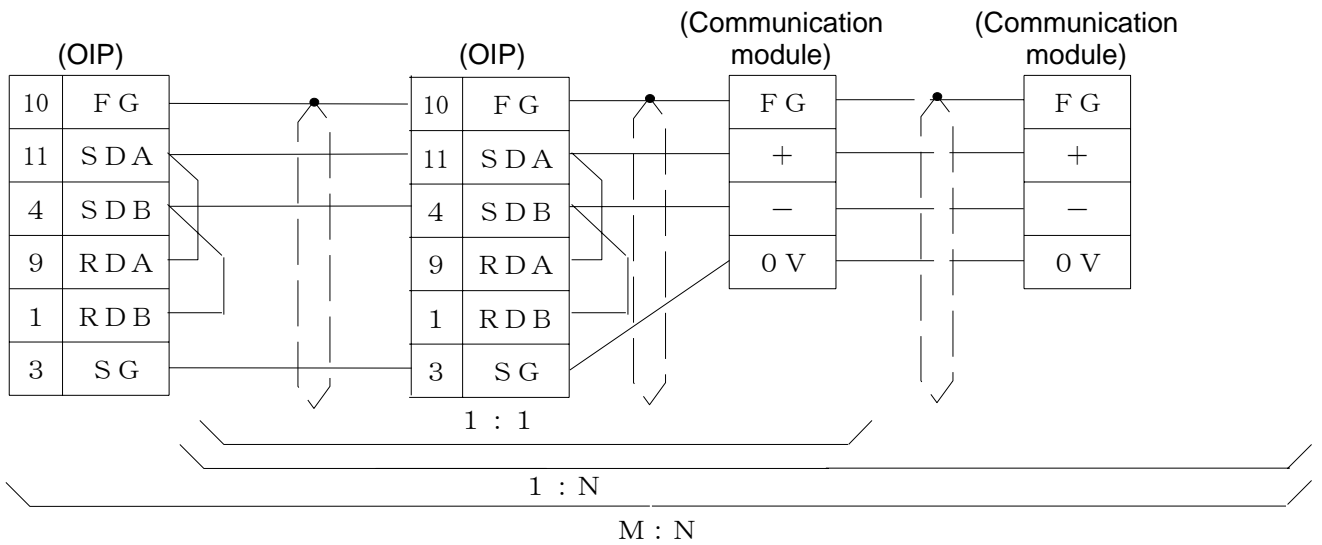 (OIP)
(OIP)
(Communication
module)
(Communication
module)
10 FG
10 FG
FG
FG
11 SDA
11 SDA
+
+
4 SDB
4 SDB
−
−
9 RDA
9 RDA
0V
0V
1 RDB
1 RDB
3 SG
3 SG
1 : 1
1 : N
M : N